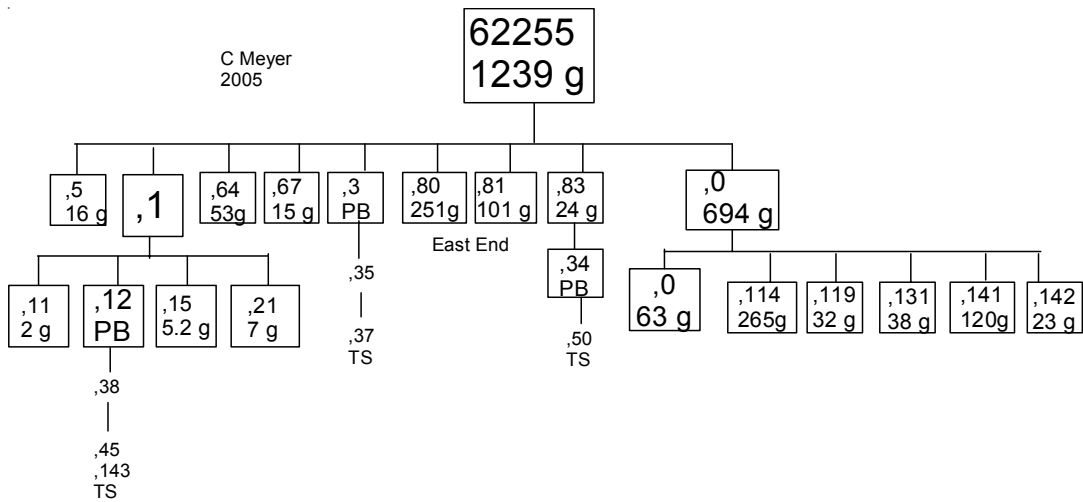 62255
1239 g
C Meyer
2005
,5
16 g
,1
,64
53g
,67
15 g
,3
PB
,80
251g
,81
101 g
,83
24 g
,0
694 g
East End
,35
,37
TS
,34
PB
,50
TS
,11
2 g
,12
PB
,15
5.2 g
,21
7 g
,38
,45
,143
TS
,0
63 g
,114
265g
,119
32 g
,131
38 g
,141
120g
,142
23 g